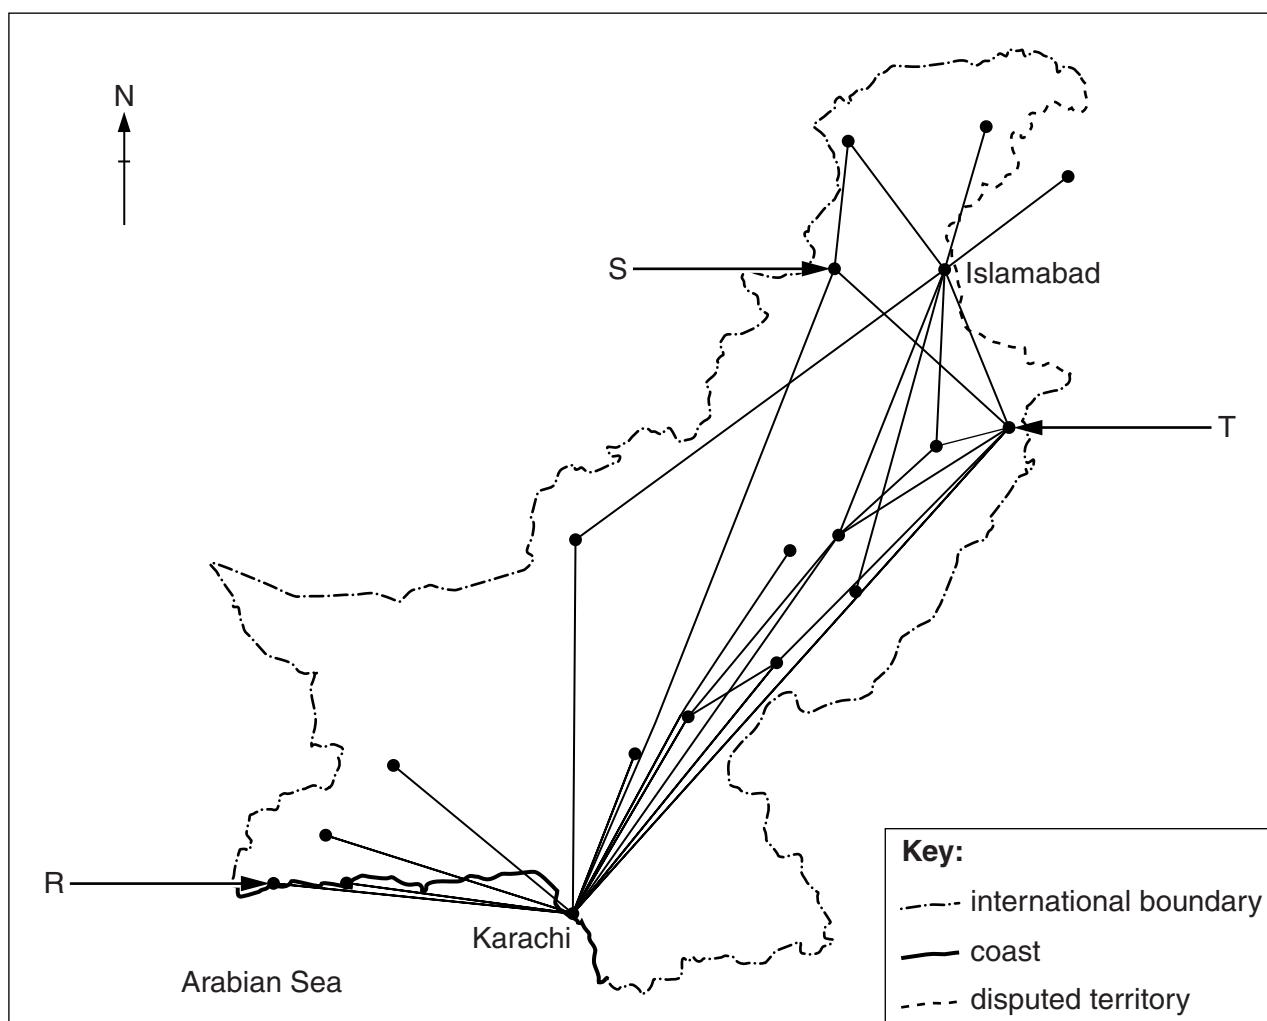 N
S
Islamabad
T
R
Karachi
Arabian Sea
Key:
international boundary
coast
disputed territory